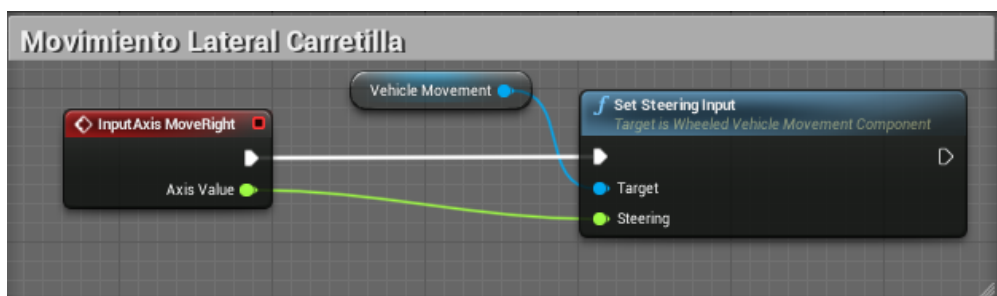 Movimiento Lateral Carretilla
Vehicle Movement
InputAxis MoveRight
Axis Value
Set Steering Input
Target is Wheeled Vehicle Movement Component
Target
Steering